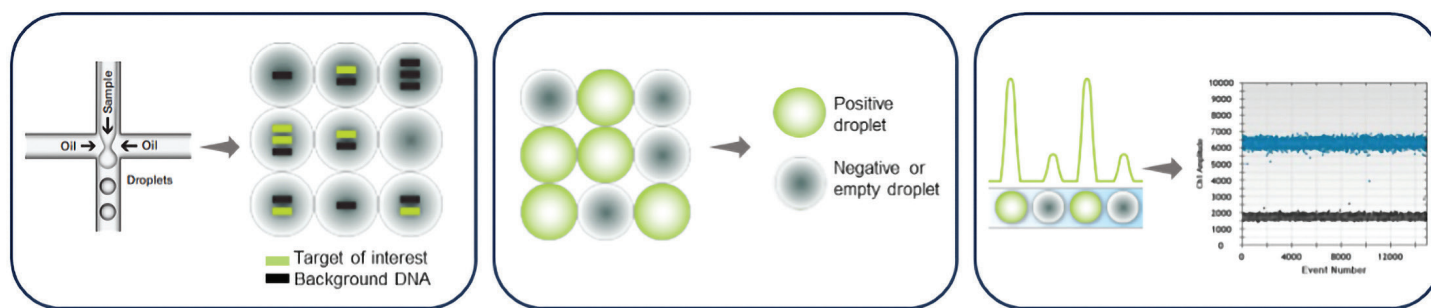 Sample
Oil
Oil
Droplets
Target of interest
Background DNA
Positive
droplet
Negative or
empty droplet
Ch1 Amplitude
10000
9000
8000
7000
6000
5000
4000
3000
2000
1000
0
0
4000
8000
12000
Event Number